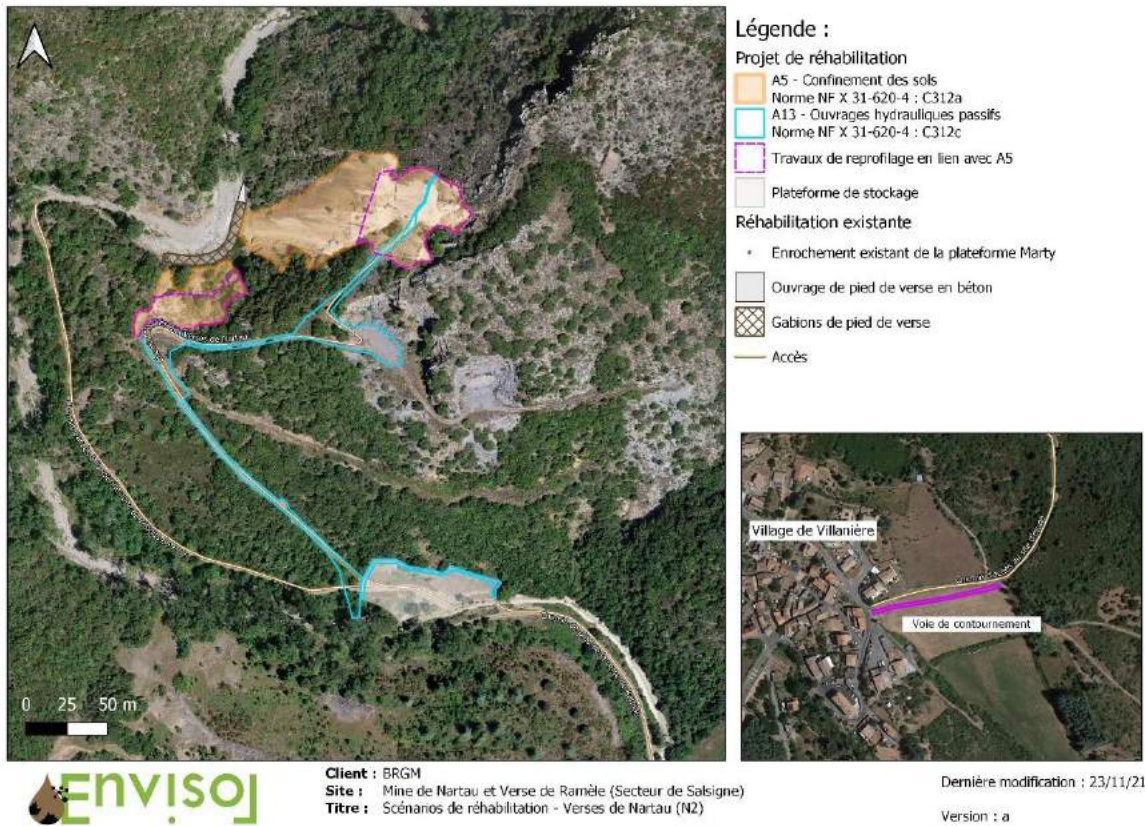 Légende :
Projet de réhabilitation
A5 - Confinement des sols
Norme NF X 31-620-4 : C312a
A13 - Ouvrages hydrauliques passifs
Norme NF X 31-620-4 : C312c
Travaux de reprofilage en lien avec A5
Plateforme de stockage
Réhabilitation existante
Enrochement existant de la plateforme Marty
Ouvrage de pied de verse en béton
Gabions de pied de verse
Accès
0 25 50 m
Village de Villanière
Voie de contournement
Envisol
Client : BRGM
Site : Mine de Nartau et Verse de Ramèle (Secteur de Salsigne)
Titre : Scénarios de réhabilitation - Verses de Nartau (N2)
Dernière modification : 23/11/21
Version : a